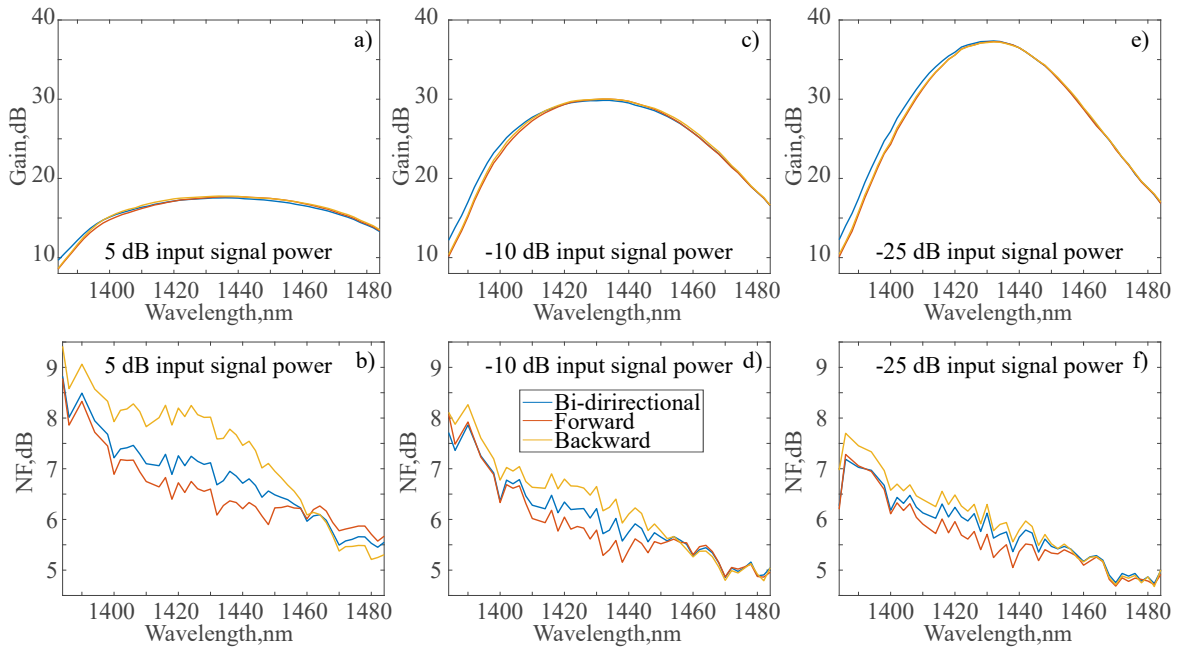 40
30
20
10
Gain,dB
a)
5 dB input signal power
1400 1420 1440 1460 1480
Wavelength,nm
40
30
20
10
Gain,dB
c)
-10 dB input signal power
1400 1420 1440 1460 1480
Wavelength,nm
40
30
20
10
Gain,dB
e)
-25 dB input signal power
1400 1420 1440 1460 1480
Wavelength,nm
9
8
7
6
5
NF,dB
5 dB input signal power
b)
1400 1420 1440 1460 1480
Wavelength,nm
9
8
7
6
5
NF,dB
-10 dB input signal power
d)
Bi-dirirectional
Forward
Backward
1400 1420 1440 1460 1480
Wavelength,nm
9
8
7
6
5
NF,dB
-25 dB input signal power
f)
1400 1420 1440 1460 1480
Wavelength,nm